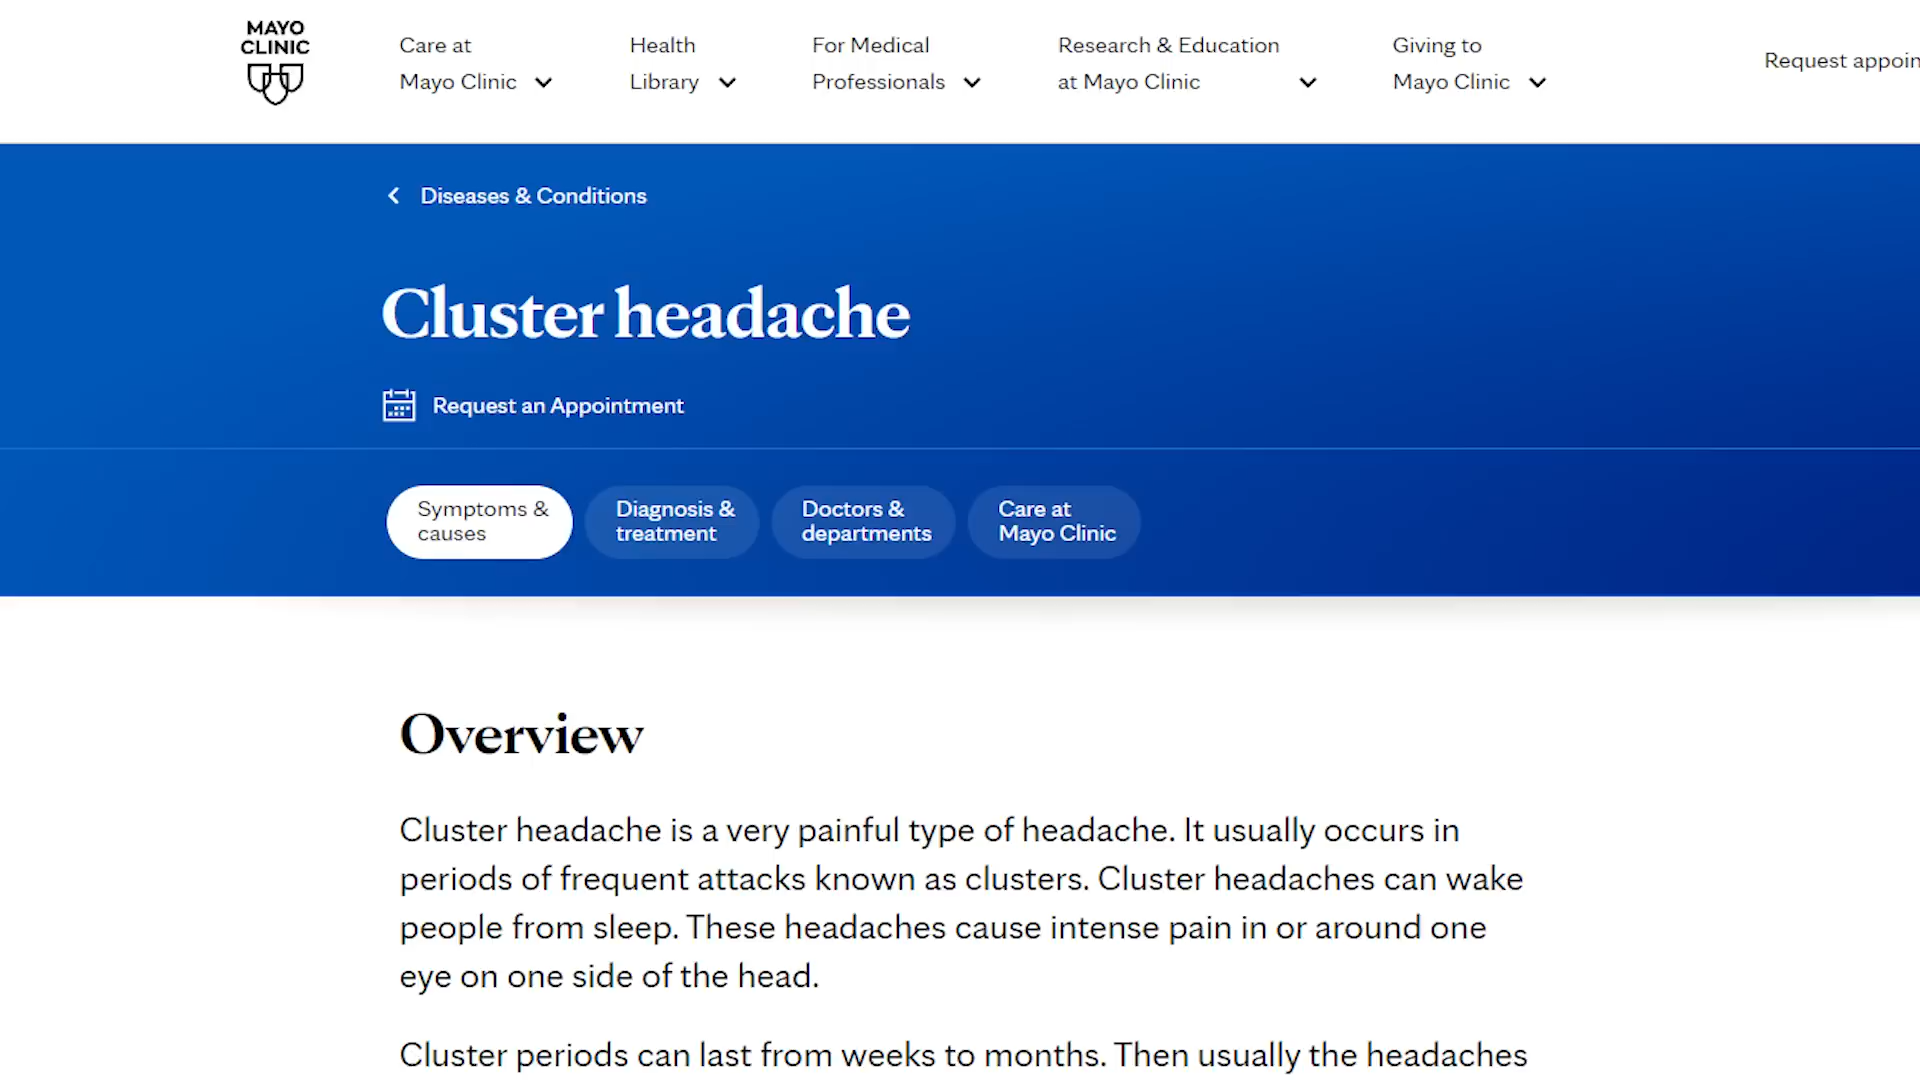 MAYO
CLINIC
Care at
Mayo Clinic
Health
Library
For Medical
Professionals
Research & Education
at Mayo Clinic
Giving to
Mayo Clinic
Request
Diseases & Conditions
Cluster headache
Request an Appointment
Symptoms &
causes
Diagnosis &
treatment
Doctors &
departments
Care at
Mayo Clinic
Overview
Cluster headache is a very painful type of headache. It usually occurs in
periods of frequent attacks known as clusters. Cluster headaches can wake
people from sleep. These headaches cause intense pain in or around one
eye on one side of the head.
Cluster periods can last from weeks to months. Then usually the headaches